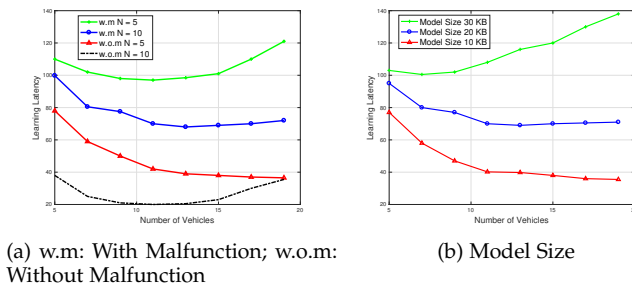 w.m N = 5
w.m N = 10
w.o.m N = 5
w.o.m N = 10
140
120
100
80
60
40
20
5
10
15
20
Learning Latency
Number of Vehicles
(a) w.m: With Malfunction; w.o.m:
Without Malfunction
Model Size 30 KB
Model Size 20 KB
Model Size 10 KB
140
120
100
80
60
40
20
5
10
15
Learning Latency
Number of Vehicles
(b) Model Size